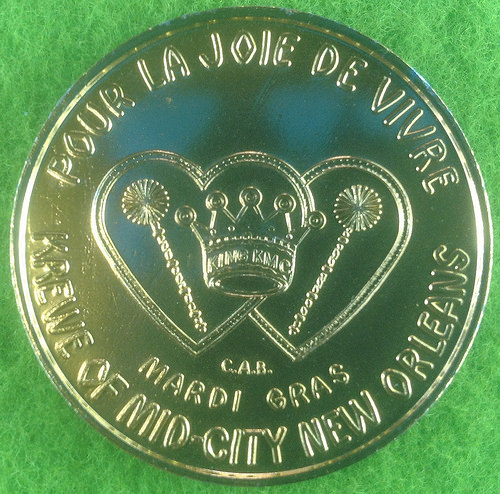 POUR LA JOIE DE VIVRE
KING KMC
C.A.B.
MARDI GRAS
KREWE OF MID-CITY NEW ORLEANS